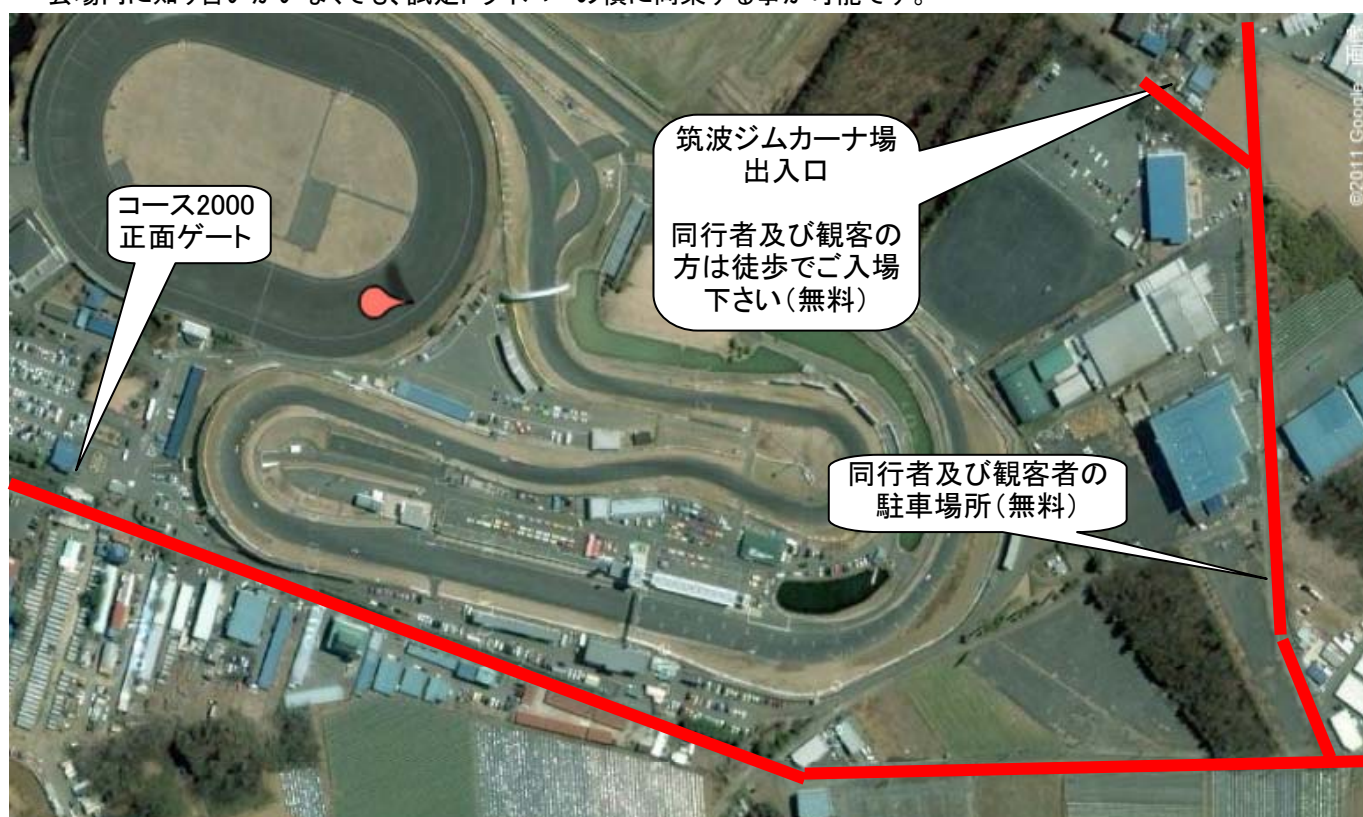 コース2000
正面ゲート
筑波ジムカーナ場
出入口
同行者及び観客の
方は徒歩でご入場
下さい(無料)
同行者及び観客者の
駐車場所(無料)
©2011 Google - 画像